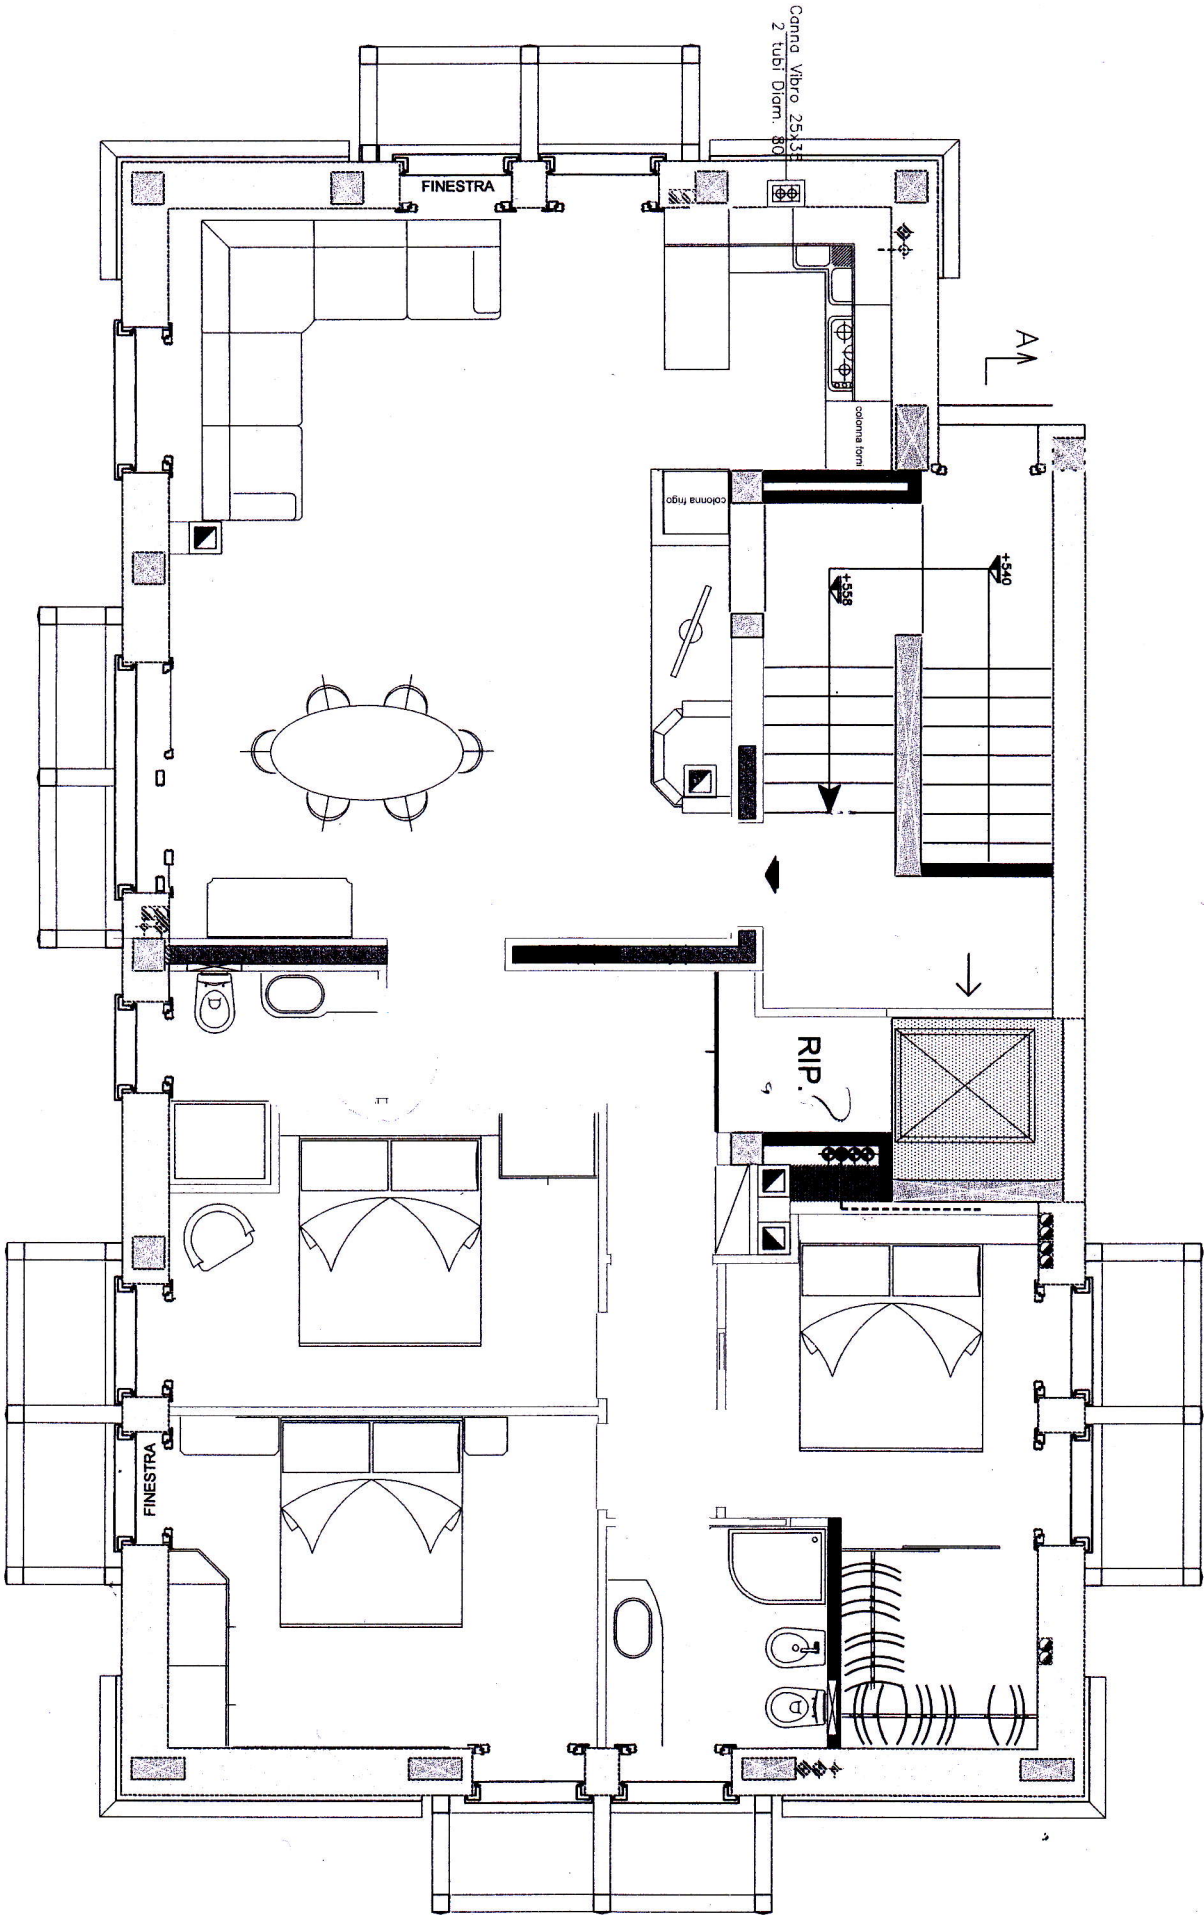 Canna Vibro 25x35
2 tubi Diam. 80
FINESTRA
A
colonna forni
colonna frigo
+540
+558
RIP.
FINESTRA